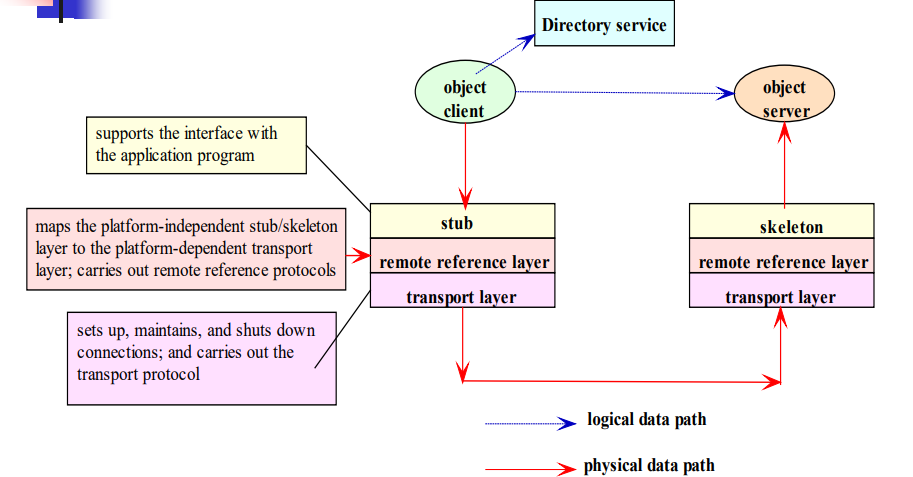 Directory service
object
client
object
server
supports the interface with
the application program
maps the platform-independent stub/skeleton
layer to the platform-dependent transport
layer; carries out remote reference protocols
sets up, maintains, and shuts down
connections; and carries out the
transport protocol
stub
remote reference layer
transport layer
skeleton
remote reference layer
transport layer
logical data path
physical data path